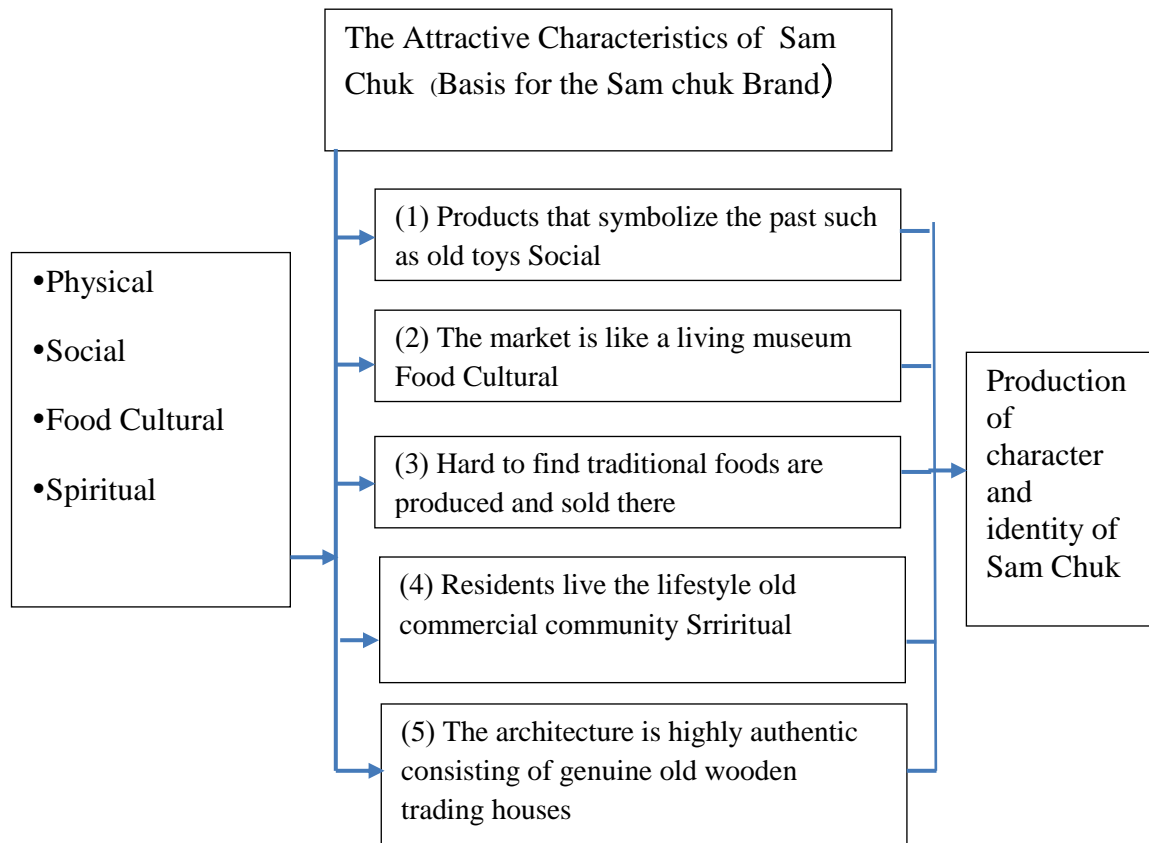 The Attractive Characteristics of Sam
Chuk (Basis for the Sam chuk Brand)
•Physical
•Social
•Food Cultural
•Spiritual
(1) Products that symbolize the past such
as old toys Social
(2) The market is like a living museum
Food Cultural
(3) Hard to find traditional foods are
produced and sold there
(4) Residents live the lifestyle old
commercial community Srriritual
(5) The architecture is highly authentic
consisting of genuine old wooden
trading houses
Production
of
character
and
identity of
Sam Chuk